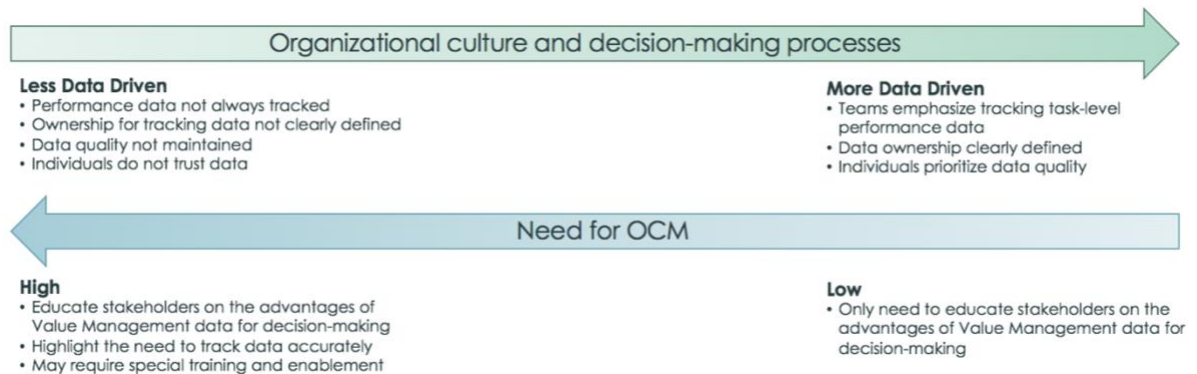 Organizational culture and decision-making processes
Less Data Driven
• Performance data not always tracked
• Ownership for tracking data not clearly defined
• Data quality not maintained
• Individuals do not trust data
More Data Driven
• Teams emphasize tracking task-level
performance data
• Data ownership clearly defined
• Individuals prioritize data quality
Need for OCM
High
• Educate stakeholders on the advantages of
Value Management data for decision-making
• Highlight the need to track data accurately
• May require special training and enablement
Low
• Only need to educate stakeholders on the
advantages of Value Management data for
decision-making